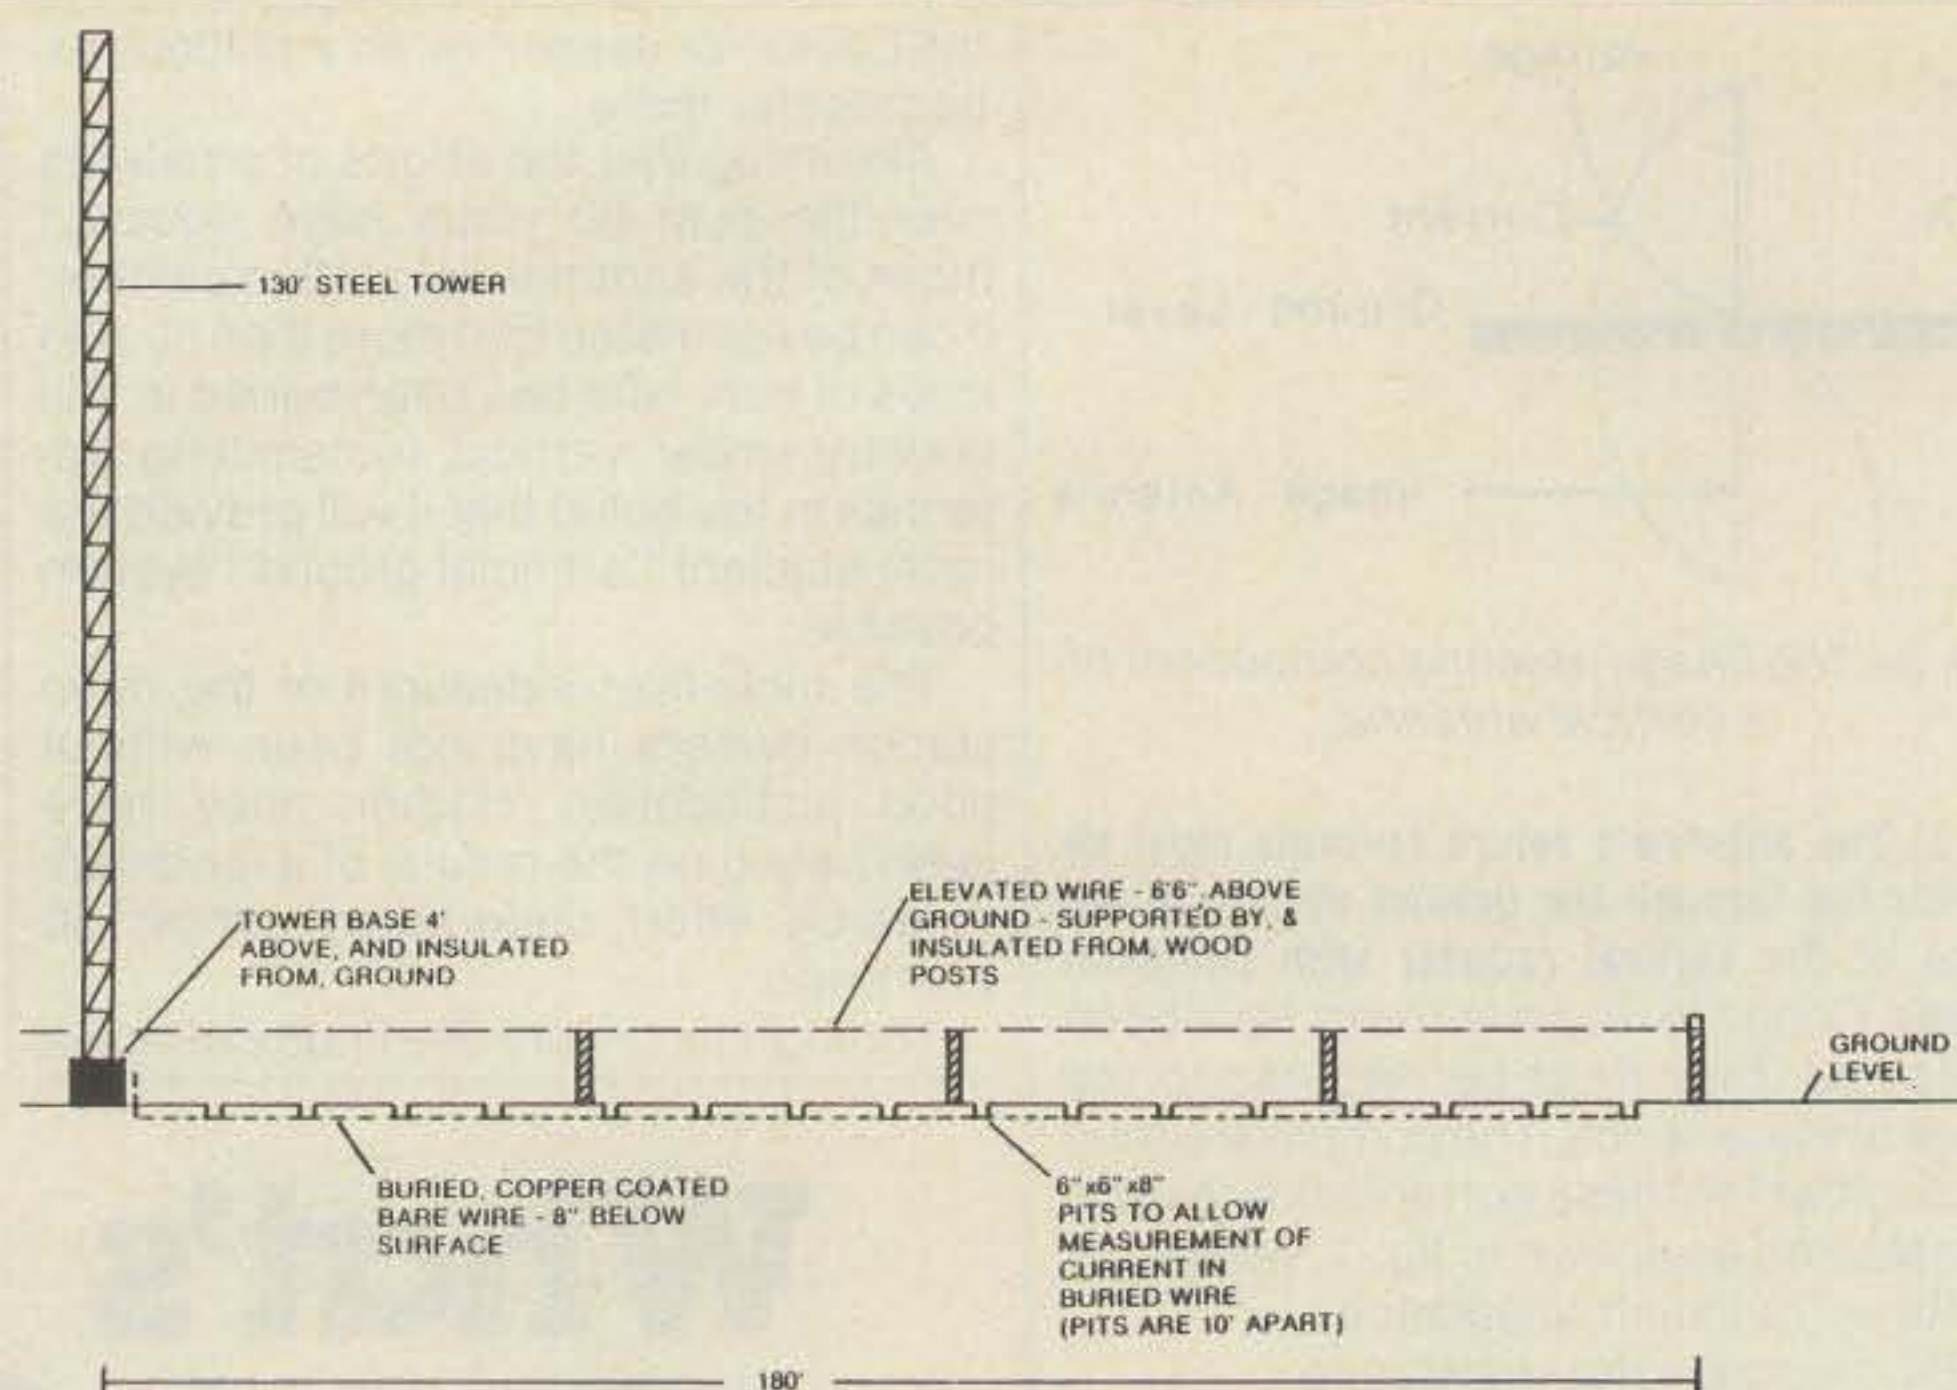 130' STEEL TOWER
TOWER BASE 4'
ABOVE, AND INSULATED
FROM, GROUND
ELEVATED WIRE - 6'6", ABOVE
GROUND - SUPPORTED BY, &
INSULATED FROM, WOOD
POSTS
GROUND
LEVEL
BURIED, COPPER COATED
BARE WIRE - 8" BELOW
SURFACE
6"x6"x8"
PITS TO ALLOW
MEASUREMENT OF
CURRENT IN
BURIED WIRE
(PITS ARE 10' APART)
180'